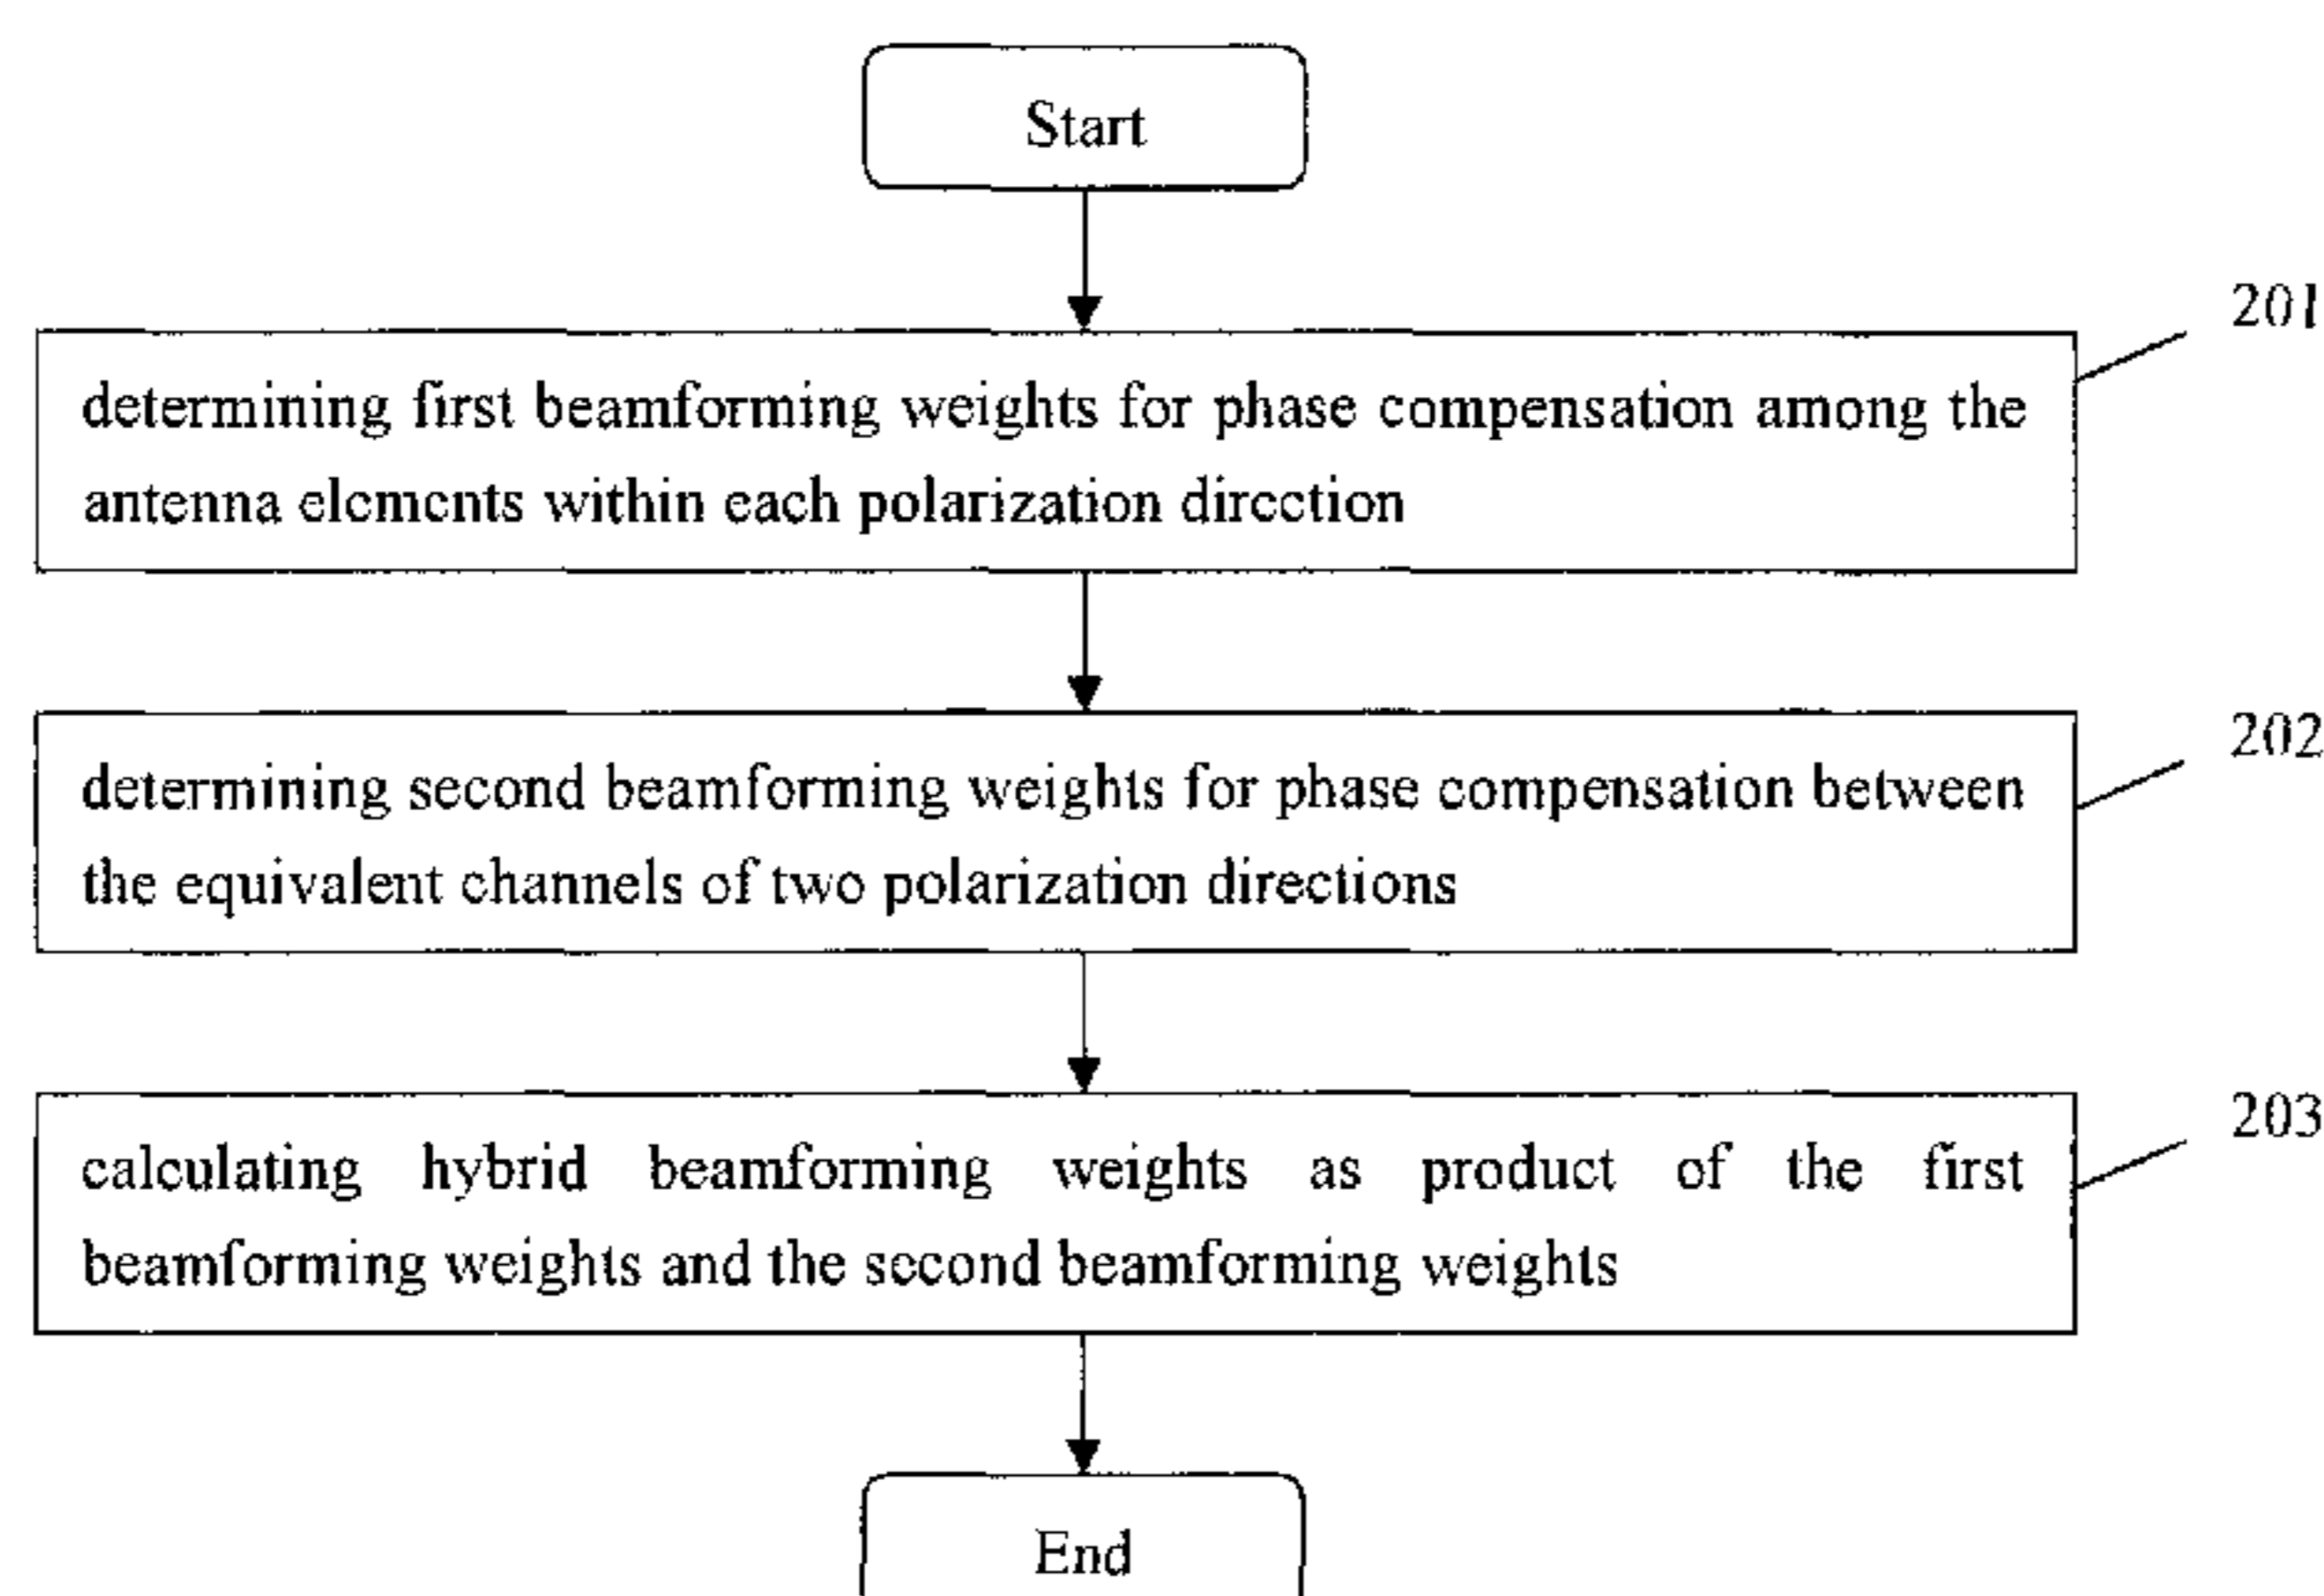 Start
201
determining first beamforming weights for phase compensation among the
antenna elements within each polarization direction
202
determining second beamforming weights for phase compensation between
the equivalent channels of two polarization directions
203
calculating hybrid beamforming weights as product of the first
beamforming weights and the second beamforming weights
End